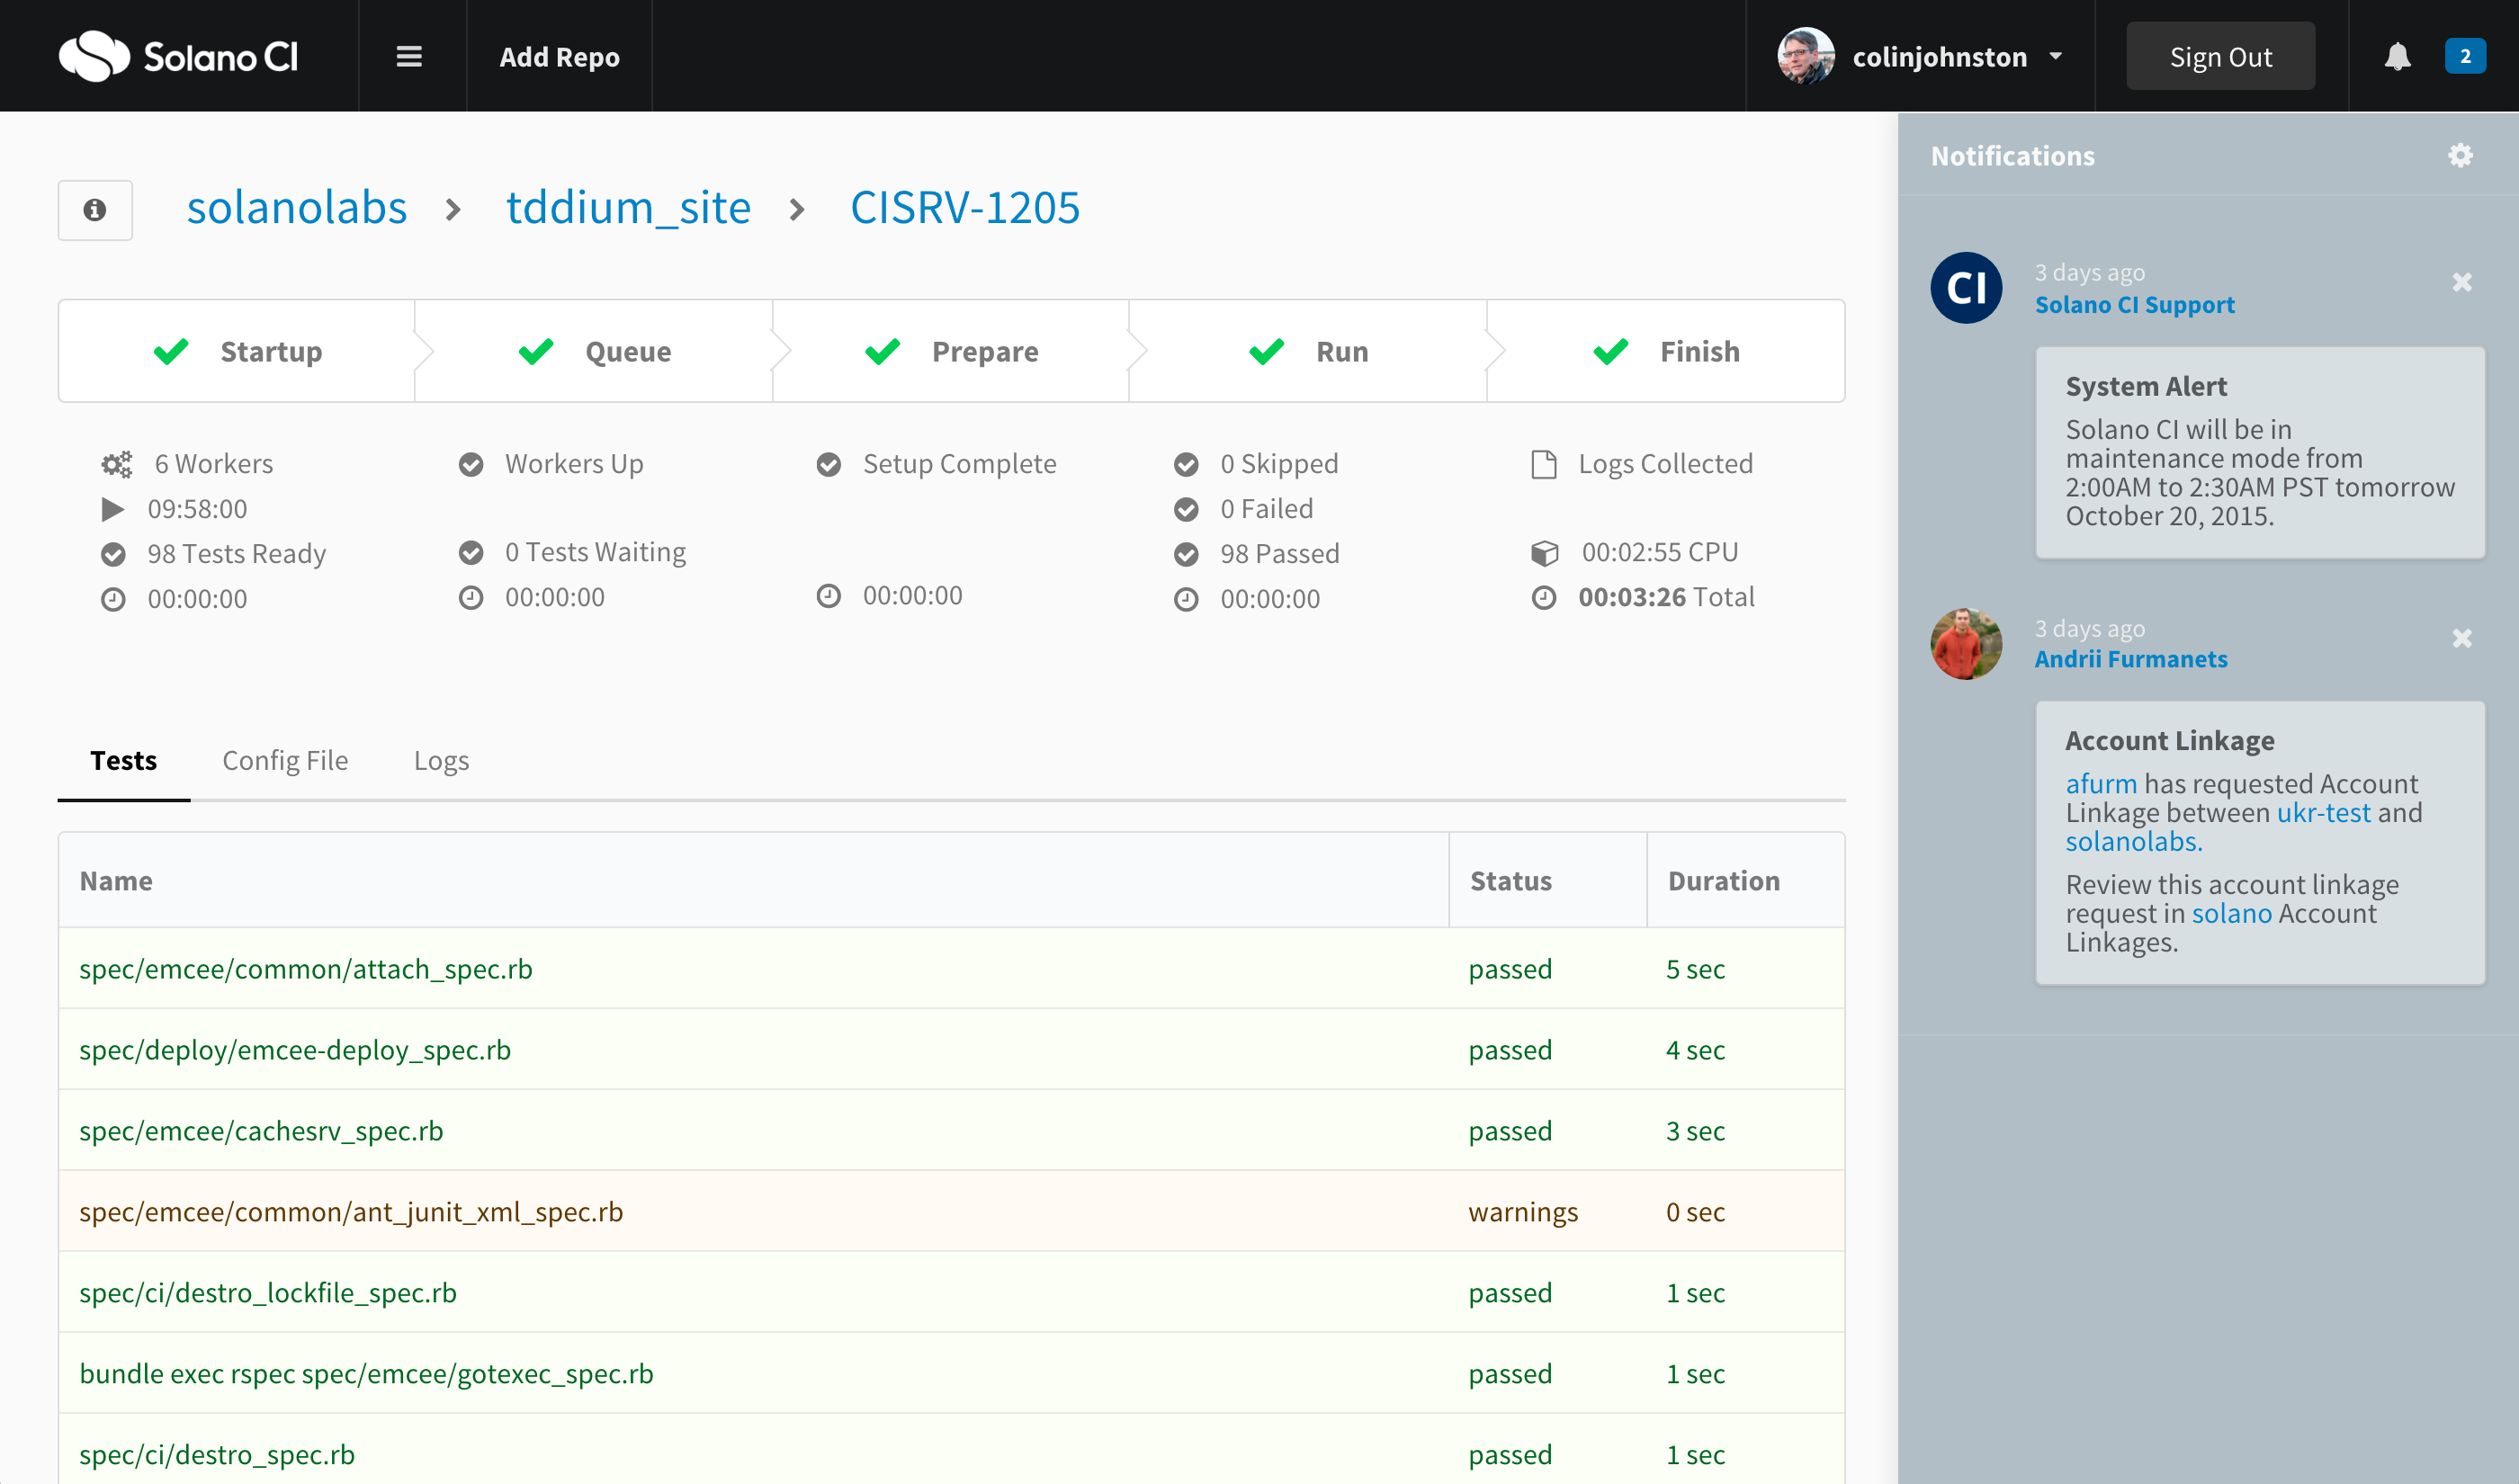 Solano CI
Add Repo
colinjohnston
Sign Out
2
solanolabs > tddium_site > CISRV-1205
Startup
Queue
Prepare
Run
Finish
6 Workers
09:58:00
98 Tests Ready
00:00:00
Workers Up
0 Tests Waiting
00:00:00
Setup Complete
00:00:00
0 Skipped
0 Failed
98 Passed
00:00:00
Logs Collected
00:02:55 CPU
00:03:26 Total
Tests
Config File
Logs
Name Status Duration
spec/emcee/common/attach_spec.rb passed 5 sec
spec/deploy/emcee-deploy_spec.rb passed 4 sec
spec/emcee/cachesrv_spec.rb passed 3 sec
spec/emcee/common/ant_junit_xml_spec.rb warnings 0 sec
spec/ci/destro_lockfile_spec.rb passed 1 sec
bundle exec rspec spec/emcee/gotexec_spec.rb passed 1 sec
spec/ci/destro_spec.rb passed 1 sec
Notifications
CI
3 days ago
Solano CI Support
System Alert
Solano CI will be in
maintenance mode from
2:00AM to 2:30AM PST tomorrow
October 20, 2015.
3 days ago
Andrii Furmanets
Account Linkage
afurm has requested Account
Linkage between ukr-test and
solanolabs.
Review this account linkage
request in solano Account
Linkages.